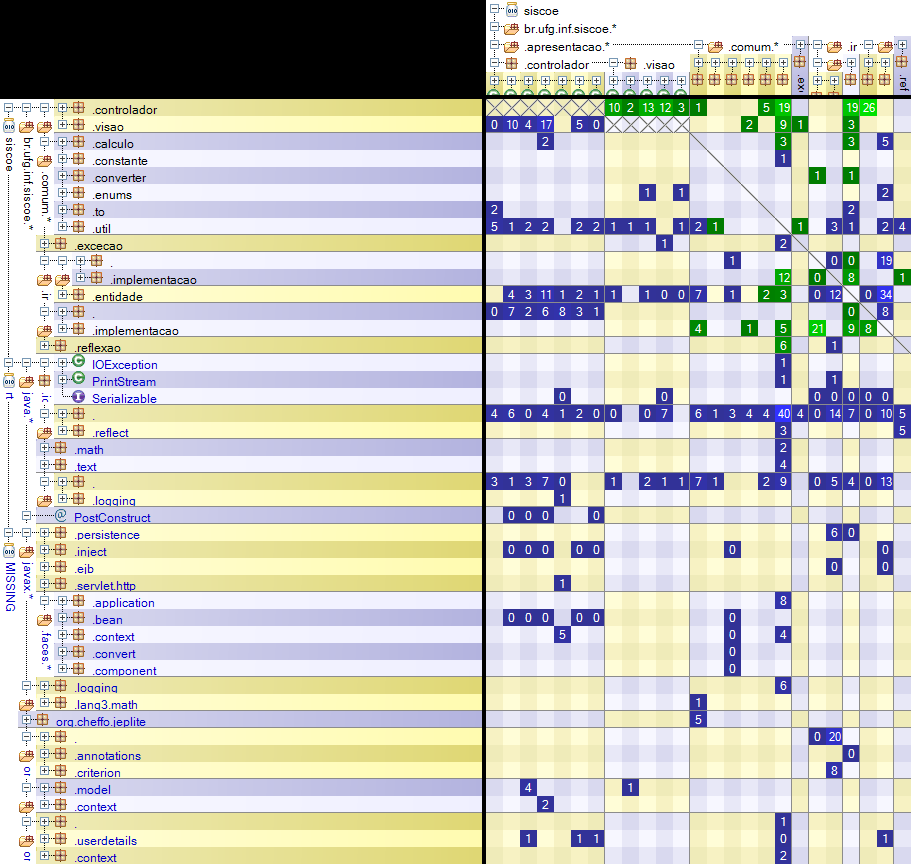 siscoe
br.ufg.inf.siscoe.*
.apresentacao.* .comum.* .ir
.controlador .visao .ex .ref
.controlador 10 2 13 12 3 1 5 19 19 26
siscoe br.ufg.inf.siscoe.* .visao 0 10 4 17 5 0 2 9 1 3
.calculo 2 3 3 5
.comum.* .constante 1
.converter 1 1
.enums 1 1 2
.to 2 2
.util 5 1 2 2 2 2 1 1 1 1 2 1 1 3 1 2 4
.excecao 1 2
. 1 0 0 19
.implementacao 12 0 8 1
.ir .entidade 4 3 11 1 2 1 1 1 0 0 7 1 2 3 0 12 0 34
. 0 7 2 6 8 3 1 0 8
.implementacao 4 1 5 21 9 8
.reflexao 6 1
IOException 1
rt java.* .ic PrintStream 1 1
Serializable 0 0 0 0 0 0 0
. 4 6 0 4 1 2 0 0 0 7 6 1 3 4 4 40 4 0 14 7 0 10 5
.reflect 3 5
.math 2
.text 4
. 3 1 3 7 0 1 2 1 1 7 1 2 9 0 5 4 0 13
.logging 1
@ PostConstruct 0 0 0 0
.persistence 6 0
MISSING javax.* .inject 0 0 0 0 0 0 0
.ejb 0 0
.servlet.http 1
.application 8
.faces.* .bean 0 0 0 0 0 0
.context 5 0 4
.convert 0
.component 0
.logging 6
.lang3.math 1
org.cheffo.jeplite 5
. 0 20
or .annotations 0
.criterion 8
.model 4 1
.context 2
. 1
or .userdetails 1 1 1 0 1
.context 2